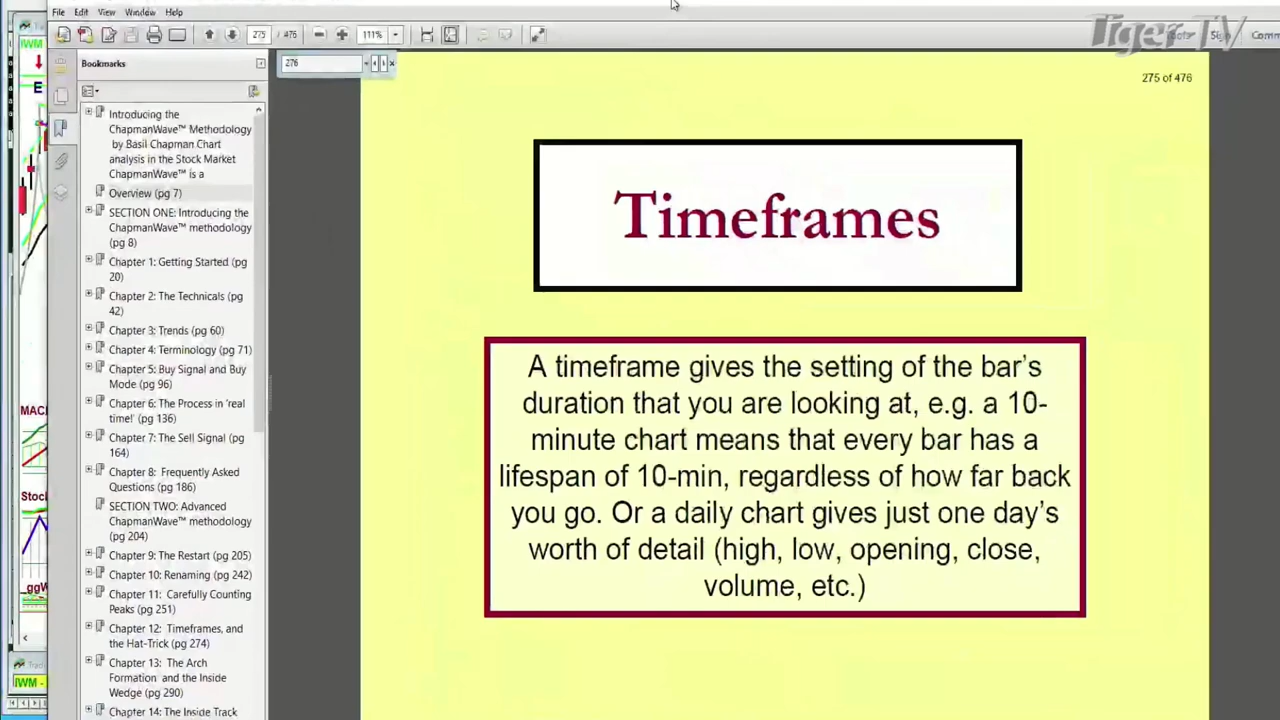 File Edit View Window Help
Tiger TV
275 / 476
111%
Sign
Comm
IWM
E
MAC
Stoc
_ggW
Trad
IWM -
Bookmarks
Introducing the
ChapmanWave™ Methodology
by Basil Chapman Chart
analysis in the Stock Market
ChapmanWave™ is a
Overview (pg 7)
SECTION ONE: Introducing the
ChapmanWave™ methodology
(pg 8)
Chapter 1: Getting Started (pg
20)
Chapter 2: The Technicals (pg
42)
Chapter 3: Trends (pg 60)
Chapter 4: Terminology (pg 71)
Chapter 5: Buy Signal and Buy
Mode (pg 96)
Chapter 6: The Process in 'real
time!' (pg 136)
Chapter 7: The Sell Signal (pg
164)
Chapter 8: Frequently Asked
Questions (pg 186)
SECTION TWO: Advanced
ChapmanWave™ methodology
(pg 204)
Chapter 9: The Restart (pg 205)
Chapter 10: Renaming (pg 242)
Chapter 11: Carefully Counting
Peaks (pg 251)
Chapter 12: Timeframes, and
the Hat-Trick (pg 274)
Chapter 13: The Arch
Formation and the Inside
Wedge (pg 290)
Chapter 14: The Inside Track
276
275 of 476
Timeframes
A timeframe gives the setting of the bar's
duration that you are looking at, e.g. a 10-
minute chart means that every bar has a
lifespan of 10-min, regardless of how far back
you go. Or a daily chart gives just one day's
worth of detail (high, low, opening, close,
volume, etc.)